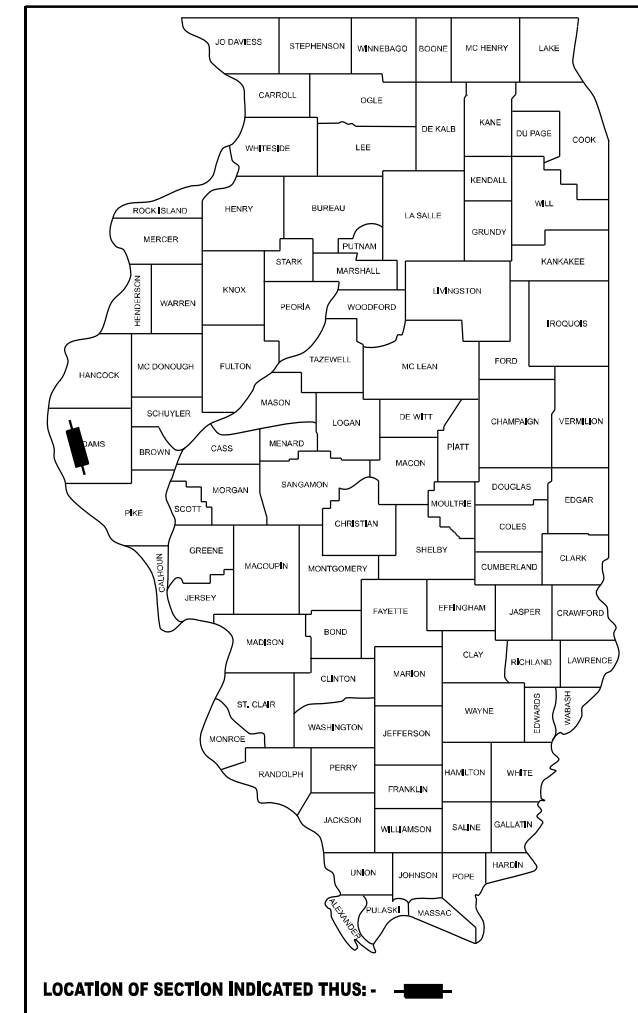 JO DAVIESS STEPHENSON WINNEBAGO BOONE MC HENRY LAKE
CARROLL OGLE DE KALB KANE DU PAGE COOK
WHITESIDE LEE KENDALL WILL
ROCK ISLAND HENRY BUREAU LA SALLE GRUNDY
MERCER PUTNAM KANKAKEE
STARK MARSHALL
HENDERSON WARREN KNOX PEORIA WOODFORD LIVINGSTON IROQUOIS
HANCOCK MC DONOUGH FULTON TAZEWELL MC LEAN FORD
MASON
SCHUYLER LOGAN DE WITT CHAMPAIGN VERMILION
DAMS BROWN CASS MENARD PIATT
MACON
MORGAN SANGAMON DOUGLAS
PIKE SCOTT CHRISTIAN MOULTRIE COLES EDGAR
GREENE SHELBY
CALHOUN MACOUPIN MONTGOMERY CUMBERLAND CLARK
JERSEY FAYETTE EFFINGHAM JASPER CRAWFORD
MADISON BOND
CLAY RICHLAND LAWRENCE
CLINTON MARION
ST. CLAIR WAYNE EDWARDS WABASH
MONROE WASHINGTON JEFFERSON
RANDOLPH PERRY HAMILTON WHITE
FRANKLIN
JACKSON WILLIAMSON SALINE GALLATIN
UNION JOHNSON POPE HARDIN
ALEXANDER PULASKI MASSAC
LOCATION OF SECTION INDICATED THUS: -